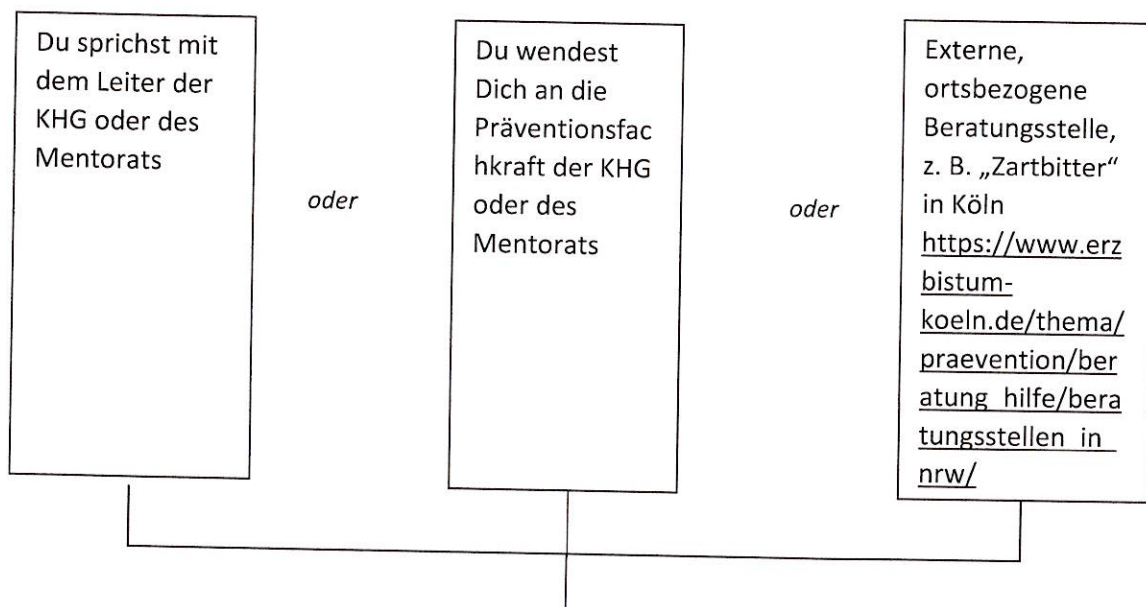 Du sprichst mit
dem Leiter der
KHG oder des
Mentorats
oder
Du wendest
Dich an die
Präventionsfac
hkraft der KHG
oder des
Mentorats
oder
Externe,
ortsbezogene
Beratungsstelle,
z. B. „Zartbitter“
in Köln
https://www.erz
bistum-
koeln.de/thema/
praevention/ber
atung_hilfe/bera
tungsstellen_in_
nrw/